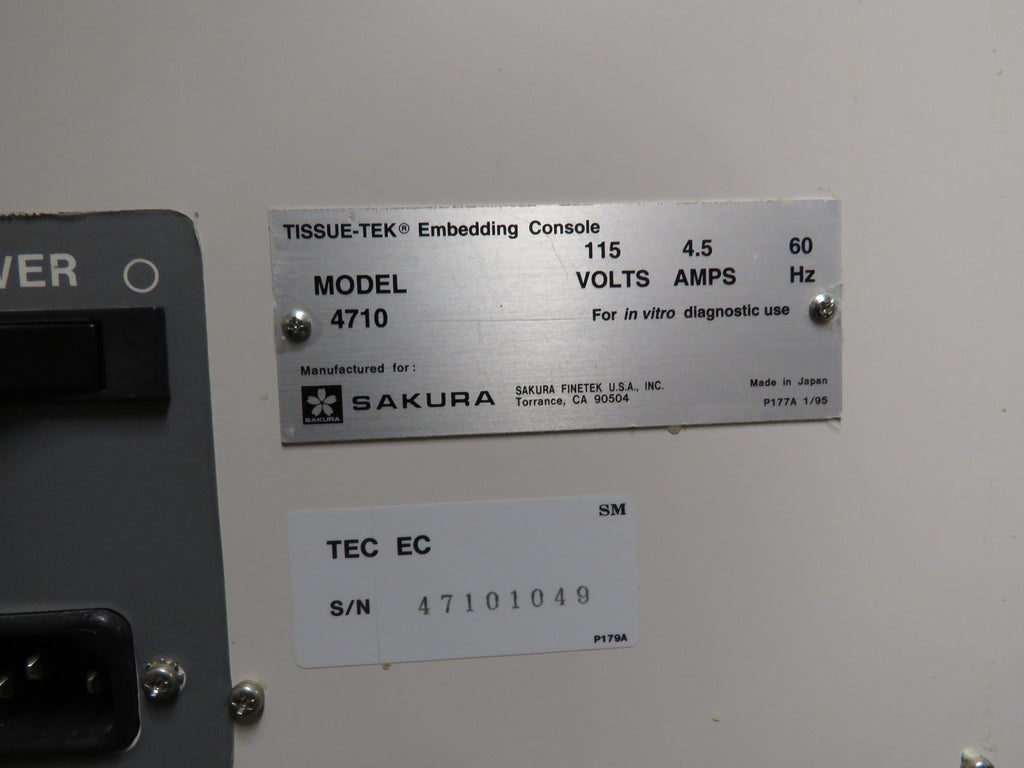 TISSUE-TEK® Embedding Console
115 4.5 60
VOLTS AMPS Hz
MODEL
4710
For in vitro diagnostic use
Manufactured for:
SAKURA
SAKURA
SAKURA FINETEK U.S.A., INC.
Torrance, CA 90504
Made in Japan
P177A 1/95
SM
TEC EC
S/N 47101049
P179A